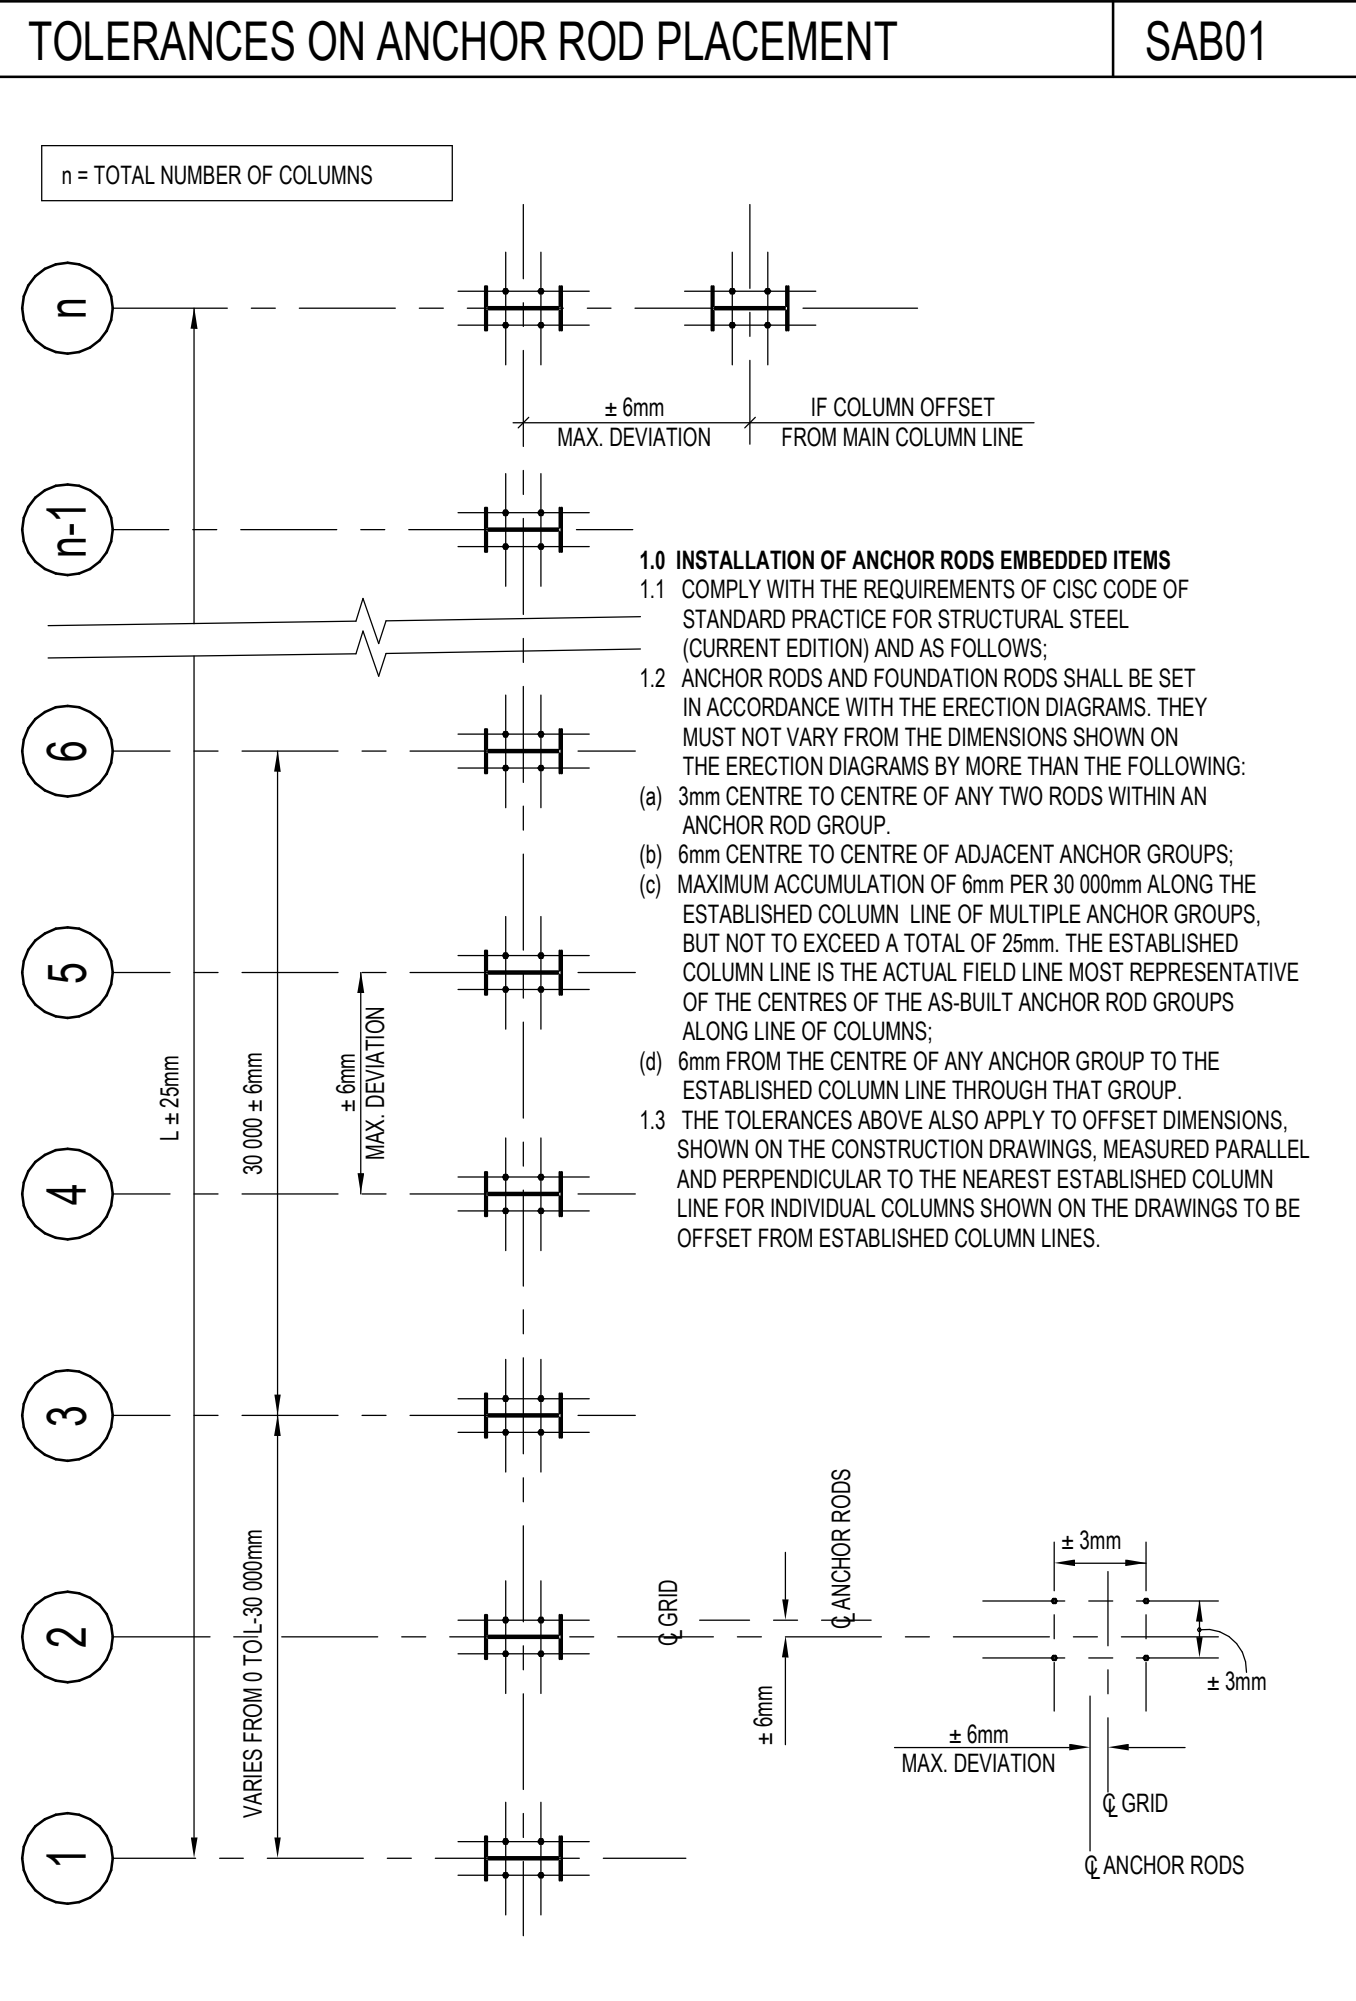 TOLERANCES ON ANCHOR ROD PLACEMENT
SAB01
n = TOTAL NUMBER OF COLUMNS
n
± 6mm
MAX. DEVIATION
IF COLUMN OFFSET
FROM MAIN COLUMN LINE
n-1
1.0 INSTALLATION OF ANCHOR RODS EMBEDDED ITEMS
1.1 COMPLY WITH THE REQUIREMENTS OF CISC CODE OF
STANDARD PRACTICE FOR STRUCTURAL STEEL
(CURRENT EDITION) AND AS FOLLOWS;
1.2 ANCHOR RODS AND FOUNDATION RODS SHALL BE SET
IN ACCORDANCE WITH THE ERECTION DIAGRAMS. THEY
MUST NOT VARY FROM THE DIMENSIONS SHOWN ON
THE ERECTION DIAGRAMS BY MORE THAN THE FOLLOWING:
(a) 3mm CENTRE TO CENTRE OF ANY TWO RODS WITHIN AN
ANCHOR ROD GROUP.
(b) 6mm CENTRE TO CENTRE OF ADJACENT ANCHOR GROUPS;
(c) MAXIMUM ACCUMULATION OF 6mm PER 30 000mm ALONG THE
ESTABLISHED COLUMN LINE OF MULTIPLE ANCHOR GROUPS,
BUT NOT TO EXCEED A TOTAL OF 25mm. THE ESTABLISHED
COLUMN LINE IS THE ACTUAL FIELD LINE MOST REPRESENTATIVE
OF THE CENTRES OF THE AS-BUILT ANCHOR ROD GROUPS
ALONG LINE OF COLUMNS;
(d) 6mm FROM THE CENTRE OF ANY ANCHOR GROUP TO THE
ESTABLISHED COLUMN LINE THROUGH THAT GROUP.
1.3 THE TOLERANCES ABOVE ALSO APPLY TO OFFSET DIMENSIONS,
SHOWN ON THE CONSTRUCTION DRAWINGS, MEASURED PARALLEL
AND PERPENDICULAR TO THE NEAREST ESTABLISHED COLUMN
LINE FOR INDIVIDUAL COLUMNS SHOWN ON THE DRAWINGS TO BE
OFFSET FROM ESTABLISHED COLUMN LINES.
6
5
L ± 25mm
30 000 ± 6mm
± 6mm
MAX. DEVIATION
4
3
VARIES FROM 0 TO L-30 000mm
2
℄ GRID
℄ ANCHOR RODS
± 6mm
± 3mm
± 3mm
± 6mm
MAX. DEVIATION
℄ GRID
℄ ANCHOR RODS
1